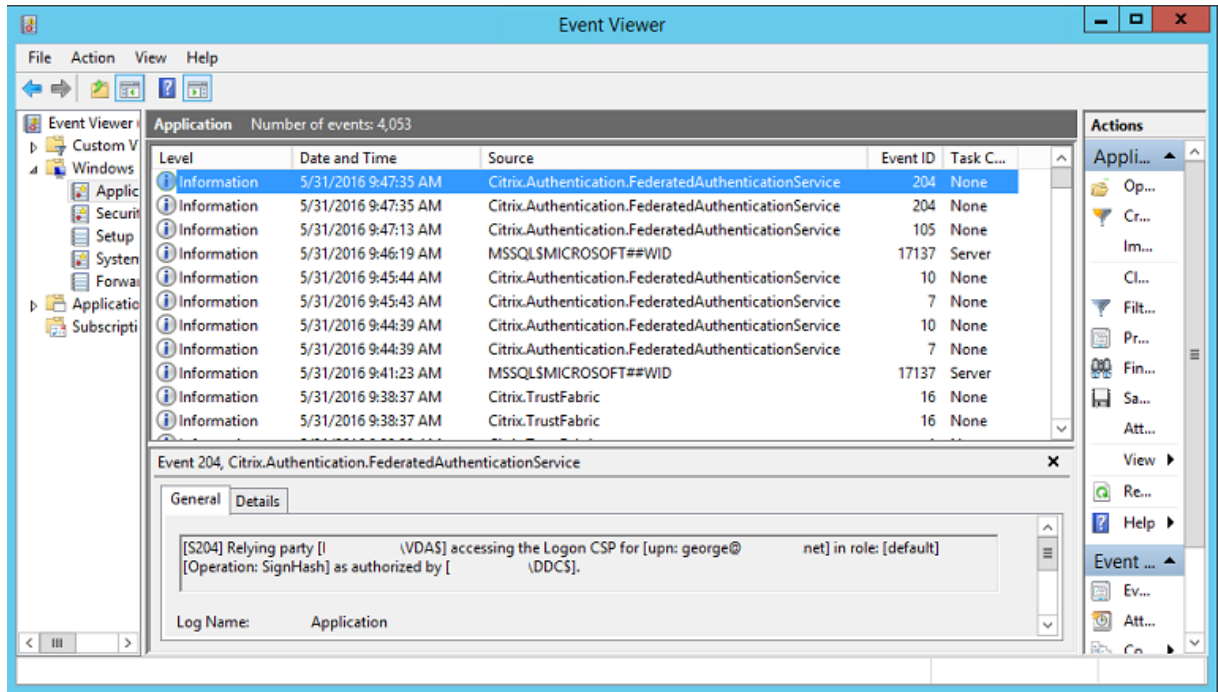 Event Viewer
File Action View Help
Event Viewer
Custom V
Windows
Applic
Securit
Setup
System
Forwar
Applicatio
Subscripti
Application Number of events: 4,053
Level Date and Time Source Event ID Task C...
Information 5/31/2016 9:47:35 AM Citrix.Authentication.FederatedAuthenticationService 204 None
Information 5/31/2016 9:47:35 AM Citrix.Authentication.FederatedAuthenticationService 204 None
Information 5/31/2016 9:47:13 AM Citrix.Authentication.FederatedAuthenticationService 105 None
Information 5/31/2016 9:46:19 AM MSSQL$MICROSOFT##WID 17137 Server
Information 5/31/2016 9:45:44 AM Citrix.Authentication.FederatedAuthenticationService 10 None
Information 5/31/2016 9:45:43 AM Citrix.Authentication.FederatedAuthenticationService 7 None
Information 5/31/2016 9:44:39 AM Citrix.Authentication.FederatedAuthenticationService 10 None
Information 5/31/2016 9:44:39 AM Citrix.Authentication.FederatedAuthenticationService 7 None
Information 5/31/2016 9:41:23 AM MSSQL$MICROSOFT##WID 17137 Server
Information 5/31/2016 9:38:37 AM Citrix.TrustFabric 16 None
Information 5/31/2016 9:38:37 AM Citrix.TrustFabric 16 None
Event 204, Citrix.Authentication.FederatedAuthenticationService
General Details
[S204] Relying party [ \VDA$] accessing the Logon CSP for [upn: george@ .net] in role: [default]
[Operation: SignHash] as authorized by [ \DDC$].
Log Name: Application
Actions
Appli...
Op...
Cr...
Im...
Cl...
Filt...
Pr...
Fin...
Sa...
Att...
View
Re...
Help
Event ...
Ev...
Att...
Co...